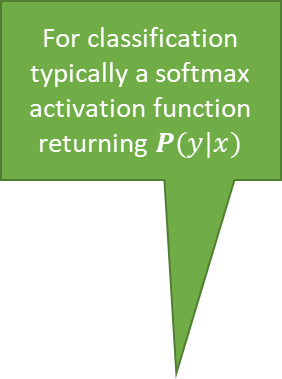 For classification
typically a softmax
activation function
returning 𝑷(𝑦|𝑥)